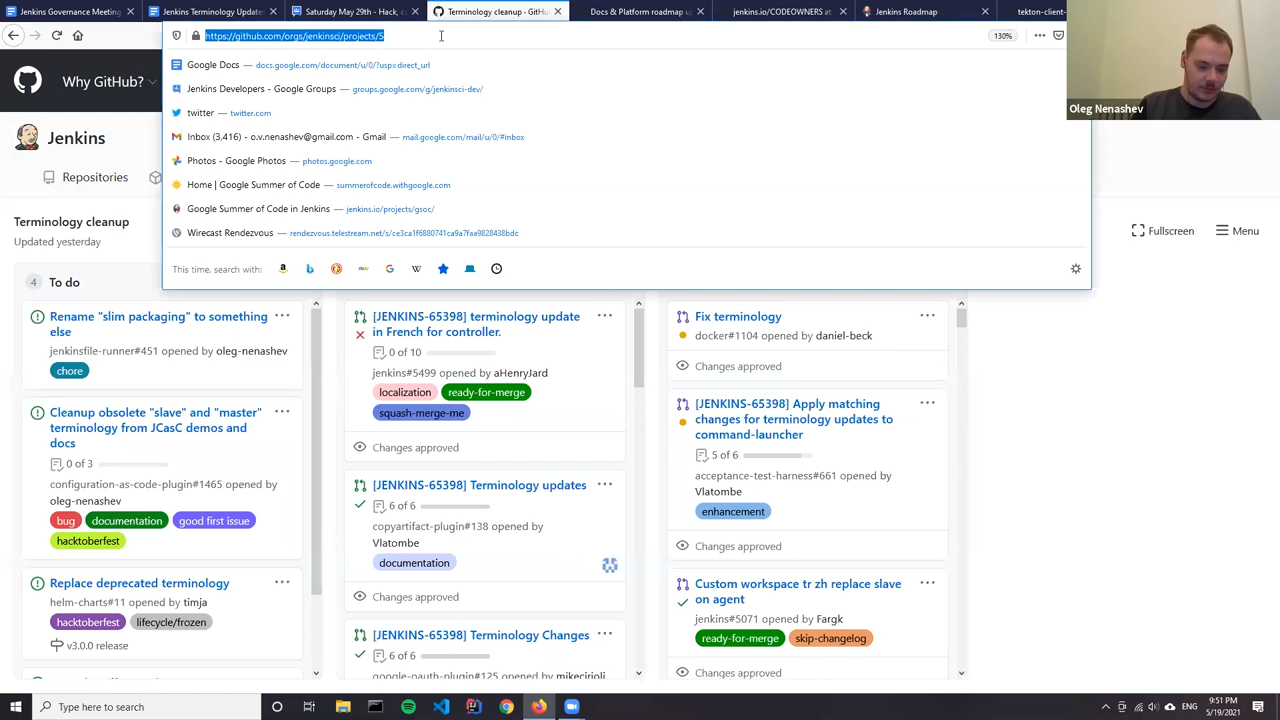 Jenkins Governance Meeting
Jenkins Terminology Updates
Saturday May 29th - Hack, c
Terminology cleanup - GitHu
Docs & Platform roadmap u
jenkins.io/CODEOWNERS at
Jenkins Roadmap
tekton-client
https://github.com/orgs/jenkinsci/projects/5
130%
Why GitHub?
Google Docs — docs.google.com/document/u/0/?usp=direct_url
Jenkins Developers - Google Groups — groups.google.com/g/jenkinsci-dev/
twitter — twitter.com
Inbox (3,416) - o.v.nenashev@gmail.com - Gmail — mail.google.com/mail/u/0/#inbox
Photos - Google Photos — photos.google.com
Home | Google Summer of Code — summerofcode.withgoogle.com
Google Summer of Code in Jenkins — jenkins.io/projects/gsoc/
Wirecast Rendezvous — rendezvous.telestream.net/s/ce3ca1f6880741ca9a7faa9828438bdc
This time, search with:
ebay
W
Oleg Nenashev
Jenkins
Repositories
Terminology cleanup
Updated yesterday
Fullscreen
Menu
4 To do
Rename "slim packaging" to something
else
jenkinsfile-runner#451 opened by oleg-nenashev
chore
Cleanup obsolete "slave" and "master"
terminology from JCasC demos and
docs
0 of 3
configuration-as-code-plugin#1465 opened by
oleg-nenashev
bug documentation good first issue
hacktoberfest
Replace deprecated terminology
helm-charts#11 opened by timja
hacktoberfest lifecycle/frozen
v3.0.0 release
[JENKINS-65398] terminology update
in French for controller.
0 of 10
jenkins#5499 opened by aHenryJard
localization ready-for-merge
squash-merge-me
Changes approved
[JENKINS-65398] Terminology updates
6 of 6
copyartifact-plugin#138 opened by
Vlatombe
documentation
Changes approved
[JENKINS-65398] Terminology Changes
6 of 6
google-oauth-plugin#125 opened by mikecirioli
Fix terminology
docker#1104 opened by daniel-beck
Changes approved
[JENKINS-65398] Apply matching
changes for terminology updates to
command-launcher
5 of 6
acceptance-test-harness#661 opened by
Vlatombe
enhancement
Changes approved
Custom workspace tr zh replace slave
on agent
jenkins#5071 opened by Fargk
ready-for-merge skip-changelog
Changes approved
Type here to search
ENG
9:51 PM
5/19/2021